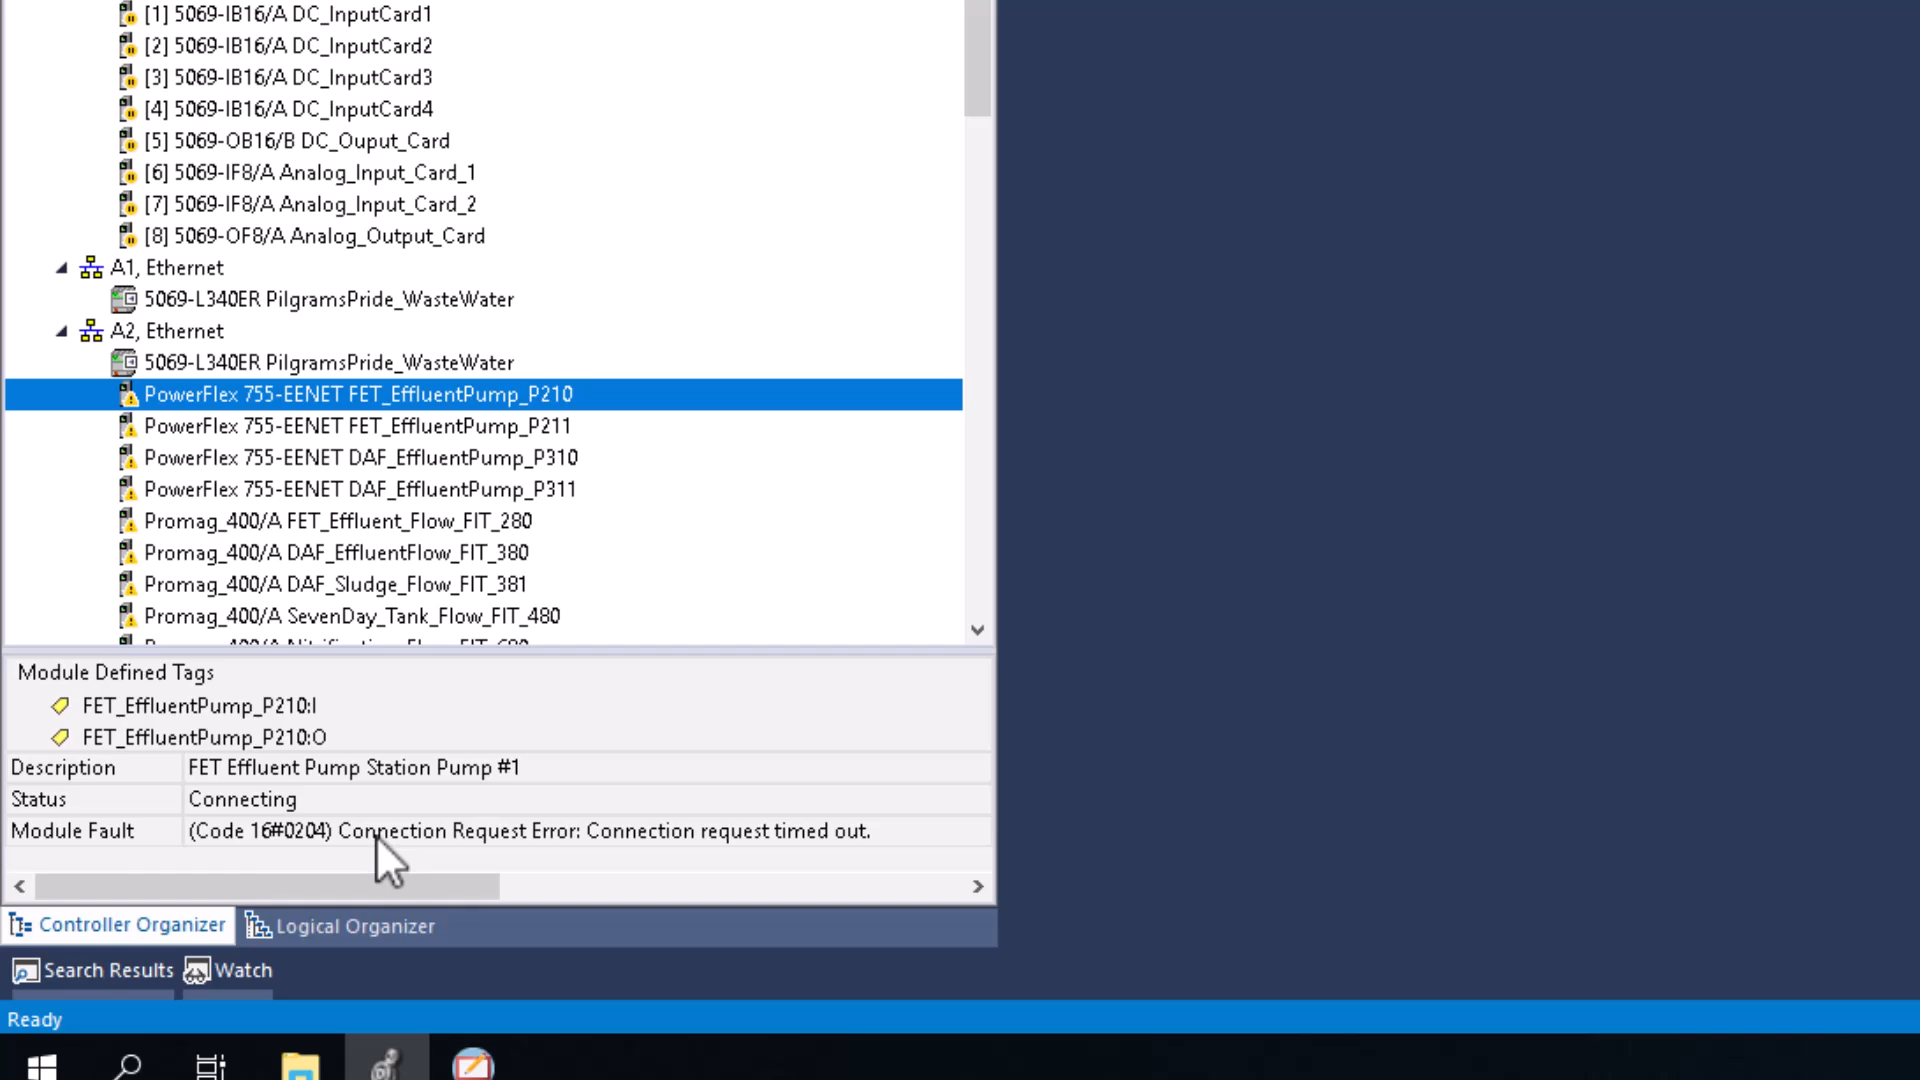 [1] 5069-IB16/A DC_InputCard1
[2] 5069-IB16/A DC_InputCard2
[3] 5069-IB16/A DC_InputCard3
[4] 5069-IB16/A DC_InputCard4
[5] 5069-OB16/B DC_Ouput_Card
[6] 5069-IF8/A Analog_Input_Card_1
[7] 5069-IF8/A Analog_Input_Card_2
[8] 5069-OF8/A Analog_Output_Card
A1, Ethernet
5069-L340ER PilgramsPride_WasteWater
A2, Ethernet
5069-L340ER PilgramsPride_WasteWater
PowerFlex 755-EENET FET_EffluentPump_P210
PowerFlex 755-EENET FET_EffluentPump_P211
PowerFlex 755-EENET DAF_EffluentPump_P310
PowerFlex 755-EENET DAF_EffluentPump_P311
Promag_400/A FET_Effluent_Flow_FIT_280
Promag_400/A DAF_EffluentFlow_FIT_380
Promag_400/A DAF_Sludge_Flow_FIT_381
Promag_400/A SevenDay_Tank_Flow_FIT_480
Module Defined Tags
FET_EffluentPump_P210:I
FET_EffluentPump_P210:O
Description FET Effluent Pump Station Pump #1
Status Connecting
Module Fault (Code 16#0204) Connection Request Error: Connection request timed out.
Controller Organizer Logical Organizer
Search Results Watch
Ready